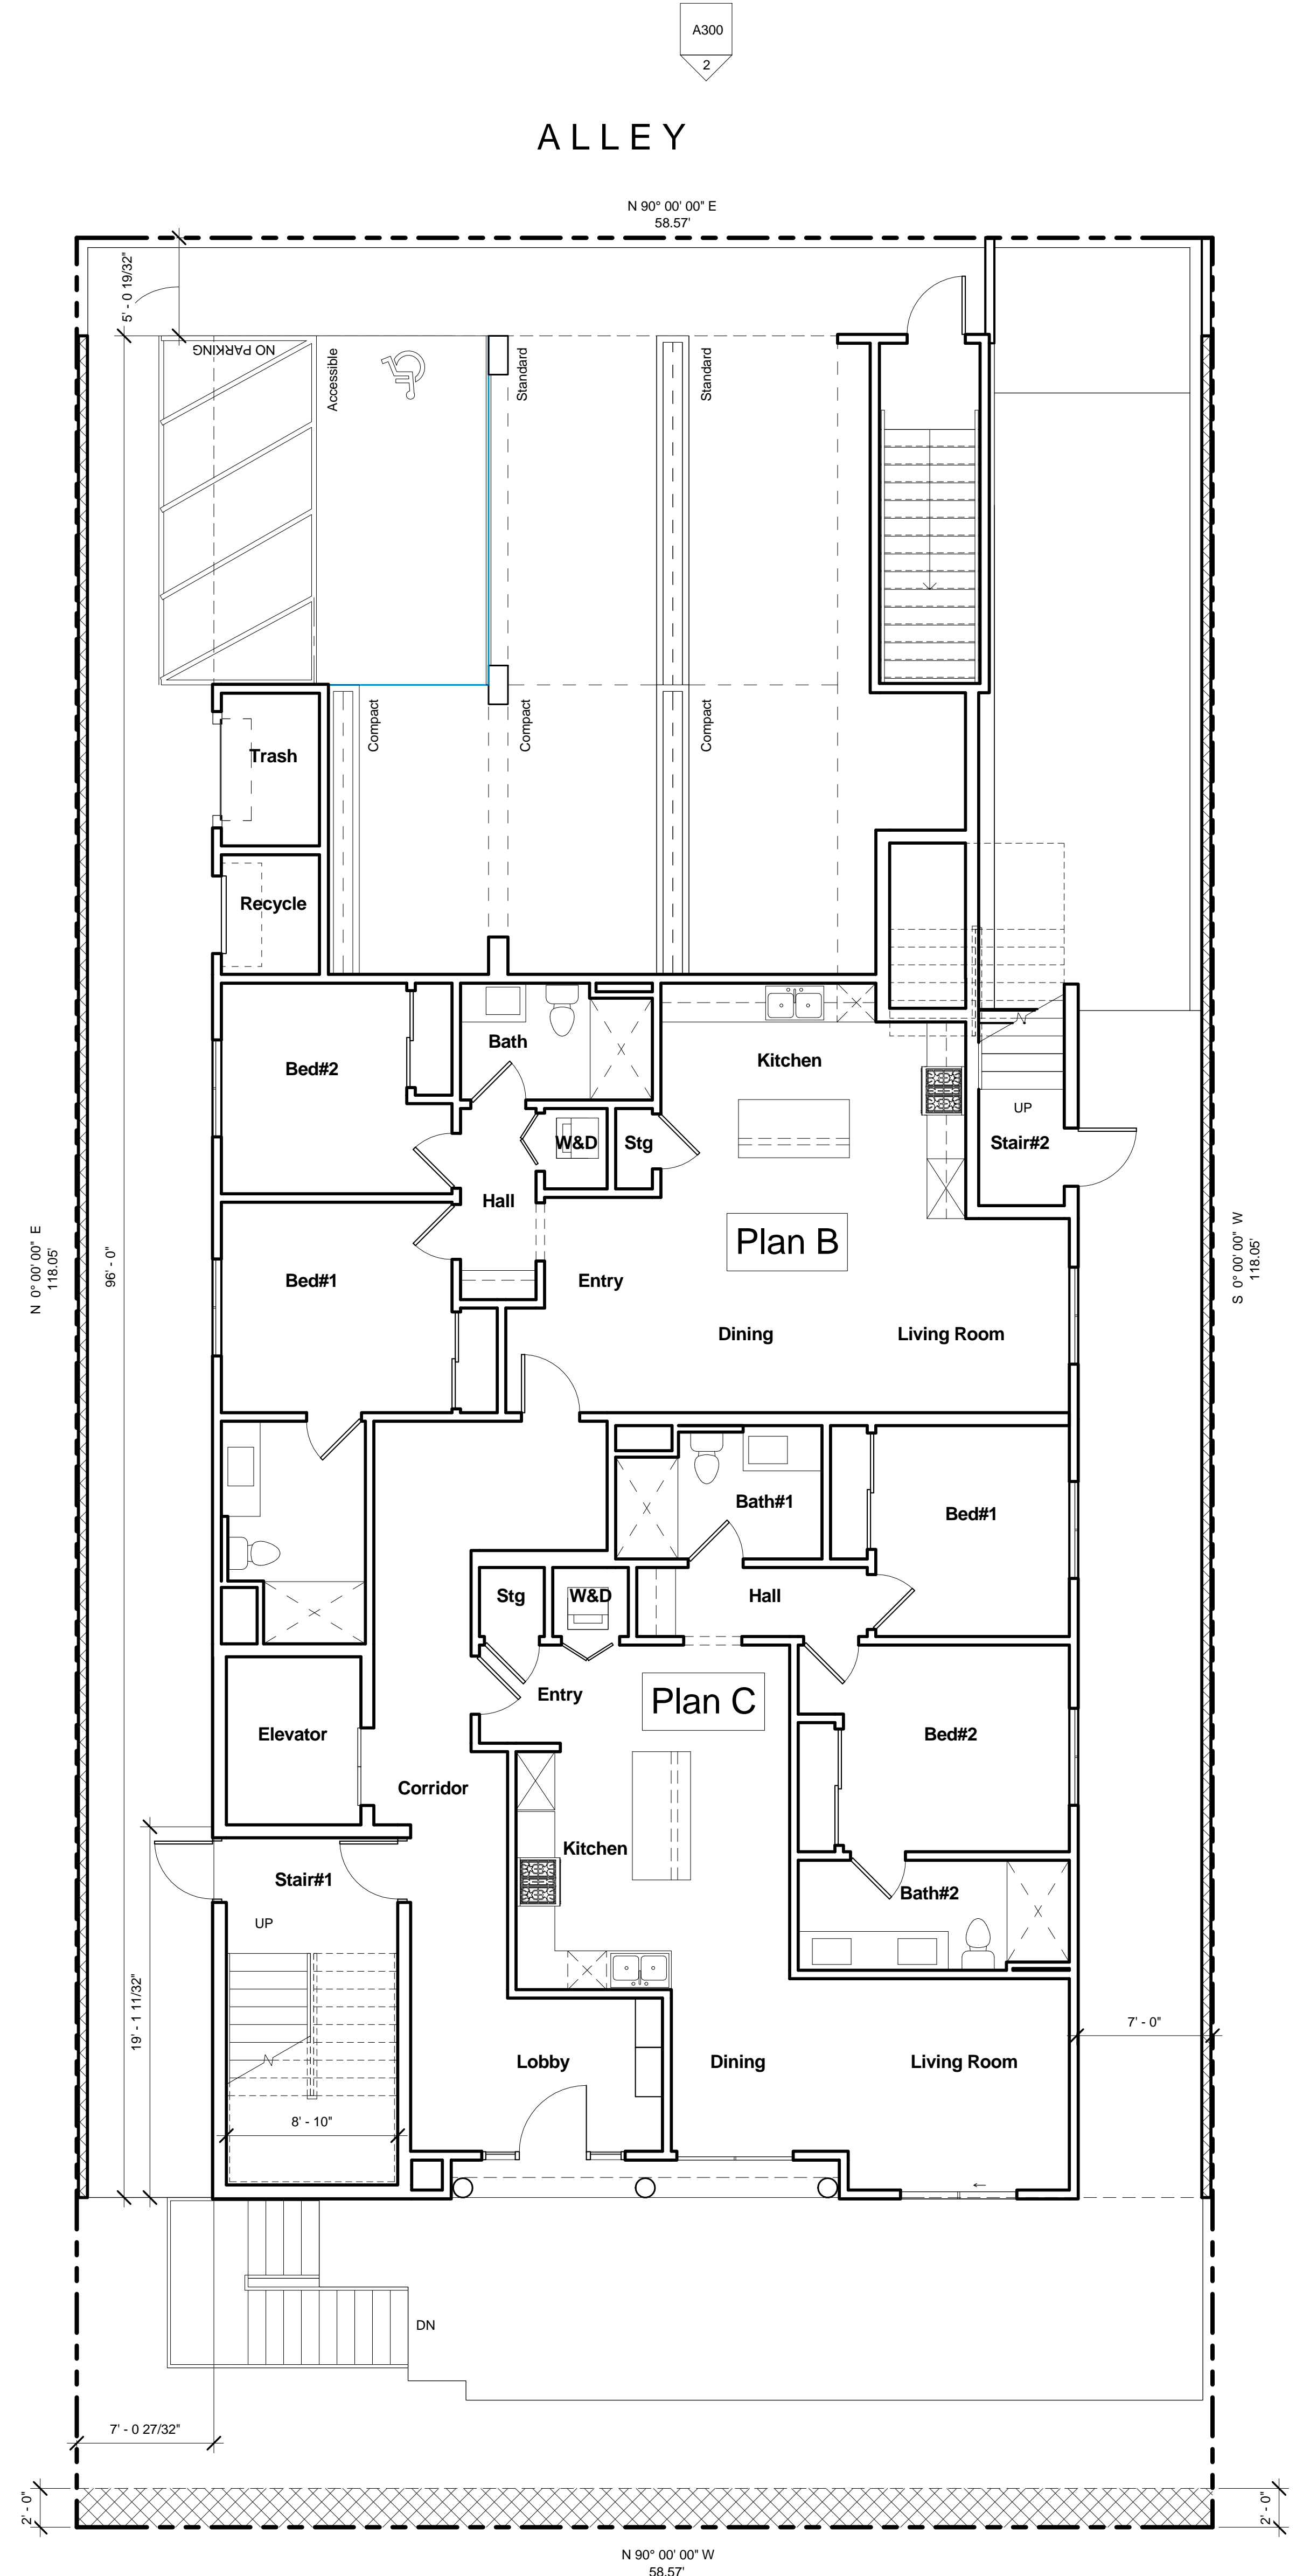 A300
2
ALLEY
N 90° 00' 00" E
58.57'
5' - 0 19/32"
NO PARKING
Accessible
Standard
Standard
Compact
Compact
Compact
Trash
Recycle
Bath
Kitchen
Bed#2
UP
W&D
Stg
Stair#2
Hall
Plan B
N 0° 00' 00" E
118.05'
96' - 0"
S 0° 00' 00" W
118.05'
Bed#1
Entry
Dining
Living Room
Bath#1
Bed#1
Stg
W&D
Hall
Entry
Plan C
Elevator
Bed#2
Corridor
Kitchen
Stair#1
Bath#2
UP
19' - 1 11/32"
7' - 0"
Lobby
Dining
Living Room
8' - 10"
DN
7' - 0 27/32"
2' - 0"
2' - 0"
N 90° 00' 00" W
58.57'